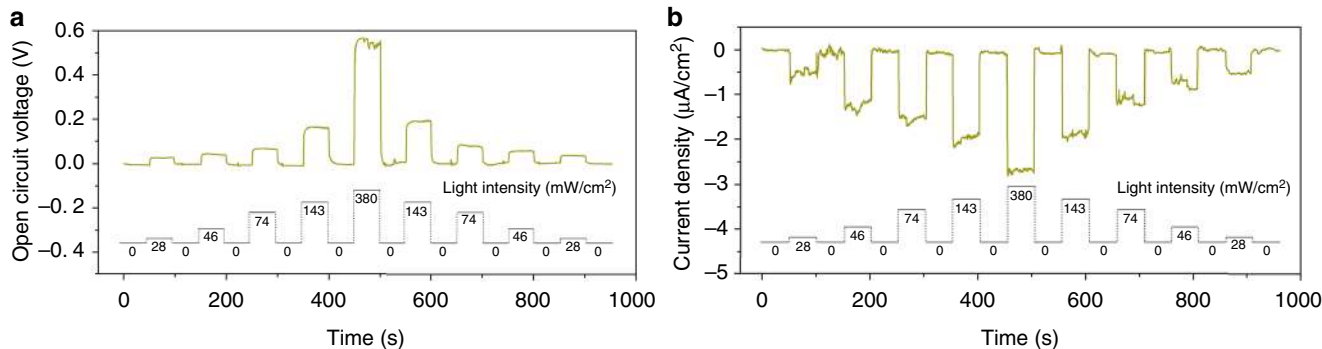 a
Open circuit voltage (V)
0.6
0.4
0.2
0.0
−0.2
−0.4
Light intensity (mW/cm2)
0 28 0 46 0 74 0 143 0 380 0 143 0 74 0 46 0 28 0
0 200 400 600 800 1000
Time (s)
b
Current density (μA/cm2)
0
−1
−2
−3
−4
−5
Light intensity (mW/cm2)
0 28 0 46 0 74 0 143 0 380 0 143 0 74 0 46 0 28 0
0 200 400 600 800 1000
Time (s)